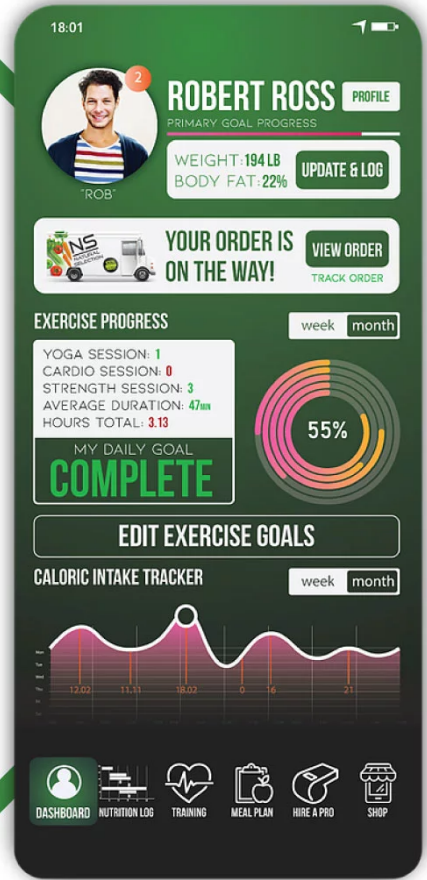 18:01
2
ROBERT ROSS
PROFILE
PRIMARY GOAL PROGRESS
WEIGHT:194 LB
BODY FAT:22%
UPDATE & LOG
"ROB"
NS
NATURAL
SELECTION
YOUR ORDER IS
ON THE WAY!
VIEW ORDER
TRACK ORDER
EXERCISE PROGRESS
week month
YOGA SESSION: 1
CARDIO SESSION: 0
STRENGTH SESSION: 3
AVERAGE DURATION: 47MIN
HOURS TOTAL: 3.13
MY DAILY GOAL
COMPLETE
55%
EDIT EXERCISE GOALS
CALORIC INTAKE TRACKER
week month
12.02 11.11 18.02 0 16 21
DASHBOARD NUTRITION LOG TRAINING MEAL PLAN HIRE A PRO SHOP